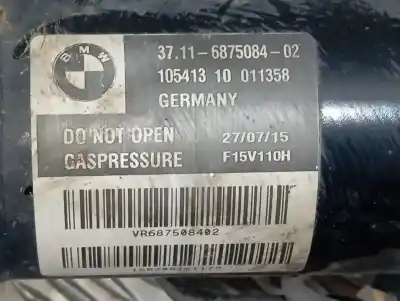 BMW
37.11-6875084-02
105413 10 011358
GERMANY
DO NOT OPEN 27/07/15
GASPRESSURE F15V110H
VR687508402